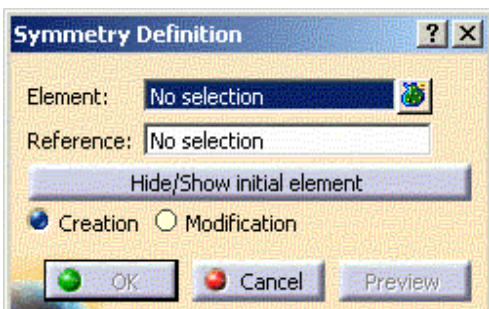 Symmetry Definition ? X
Element: No selection
Reference: No selection
Hide/Show initial element
Creation Modification
OK Cancel Preview